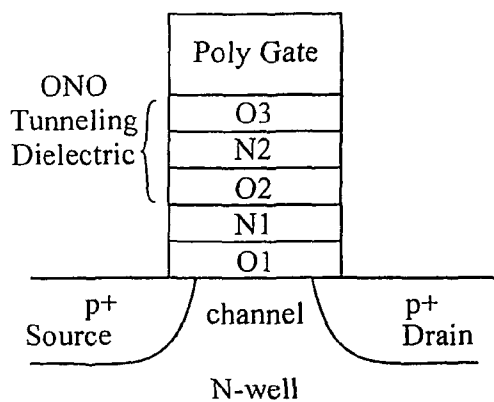 Poly Gate
ONO
Tunneling
Dielectric
O3
N2
O2
N1
O1
p+
Source
channel
p+
Drain
N-well